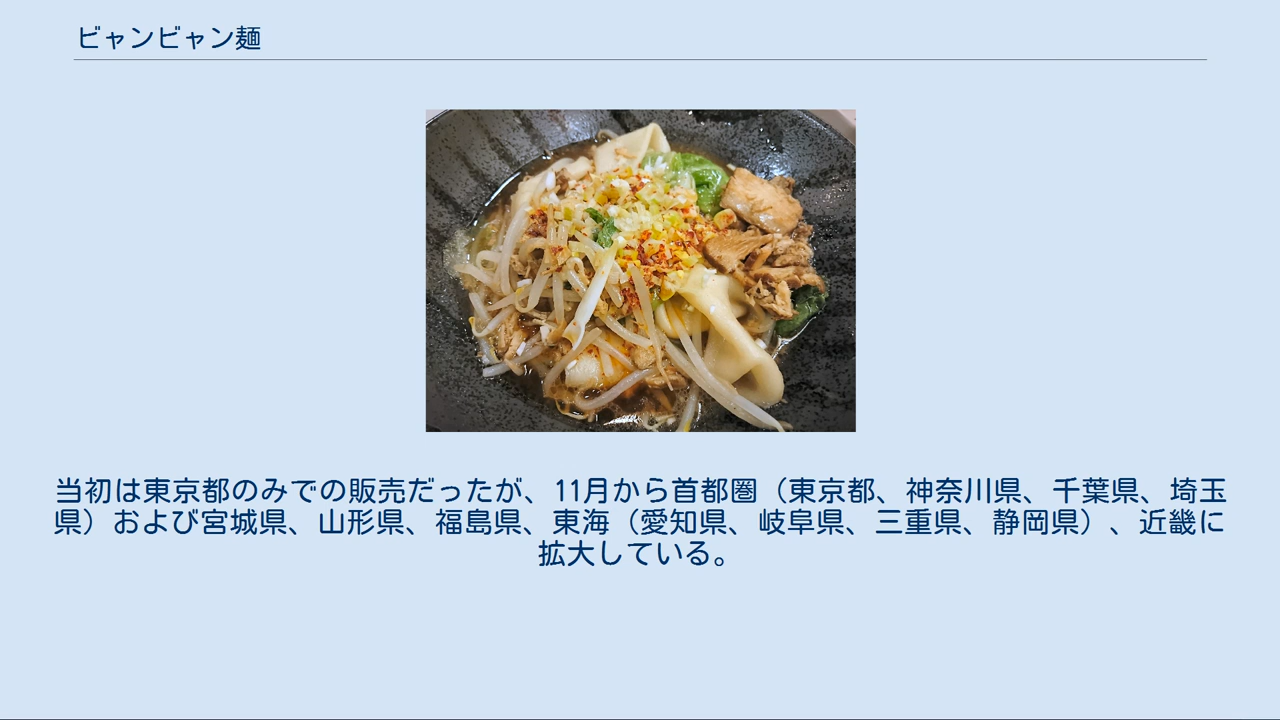 ビャンビャン麺
当初は東京都のみでの販売だったが、11月から首都圏（東京都、神奈川県、千葉県、埼玉
県）および宮城県、山形県、福島県、東海（愛知県、岐阜県、三重県、静岡県）、近畿に
拡大している。